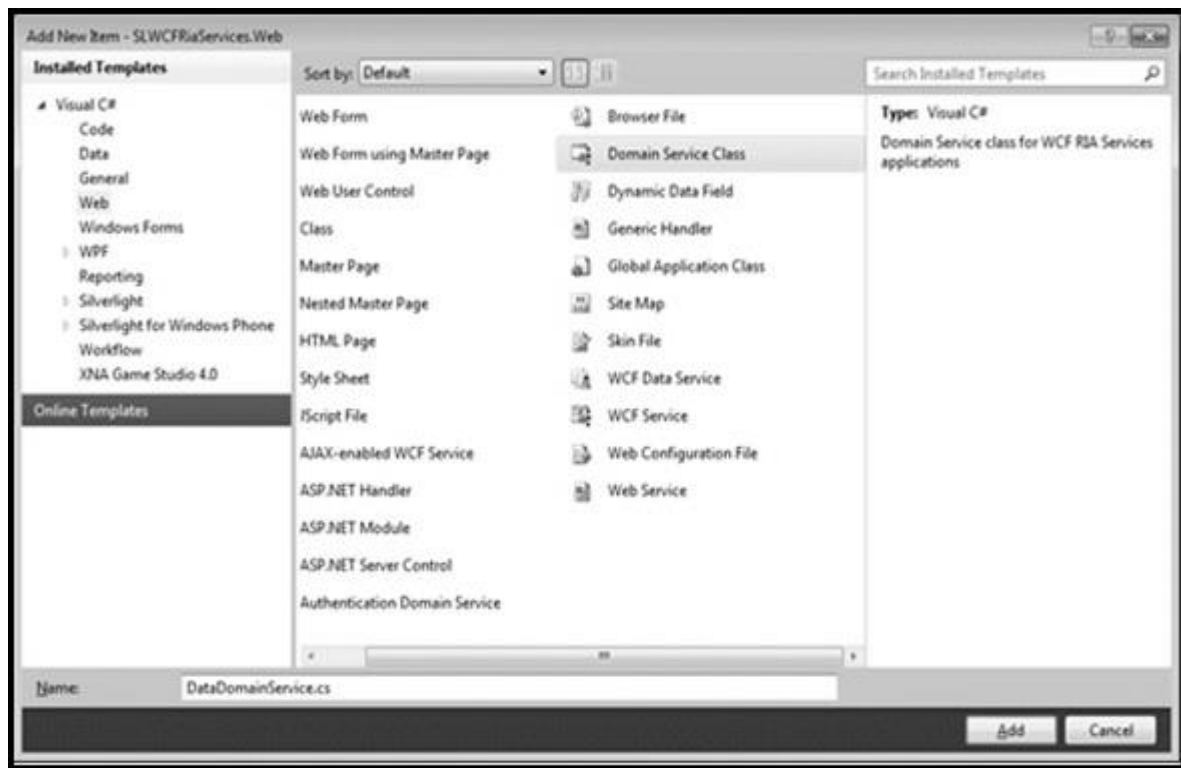 Add New Item - SLWCFRiaServices.Web
Installed Templates
Visual C#
Code
Data
General
Web
Windows Forms
WPF
Reporting
Silverlight
Silverlight for Windows Phone
Workflow
XNA Game Studio 4.0
Online Templates
Sort by: Default
Web Form
Web Form using Master Page
Web User Control
Class
Master Page
Nested Master Page
HTML Page
Style Sheet
JScript File
AJAX-enabled WCF Service
ASP.NET Handler
ASP.NET Module
ASP.NET Server Control
Authentication Domain Service
Browser File
Domain Service Class
Dynamic Data Field
Generic Handler
Global Application Class
Site Map
Skin File
WCF Data Service
WCF Service
Web Configuration File
Web Service
Search Installed Templates
Type: Visual C#
Domain Service class for WCF RIA Services
applications
Name: DataDomainService.cs
Add Cancel